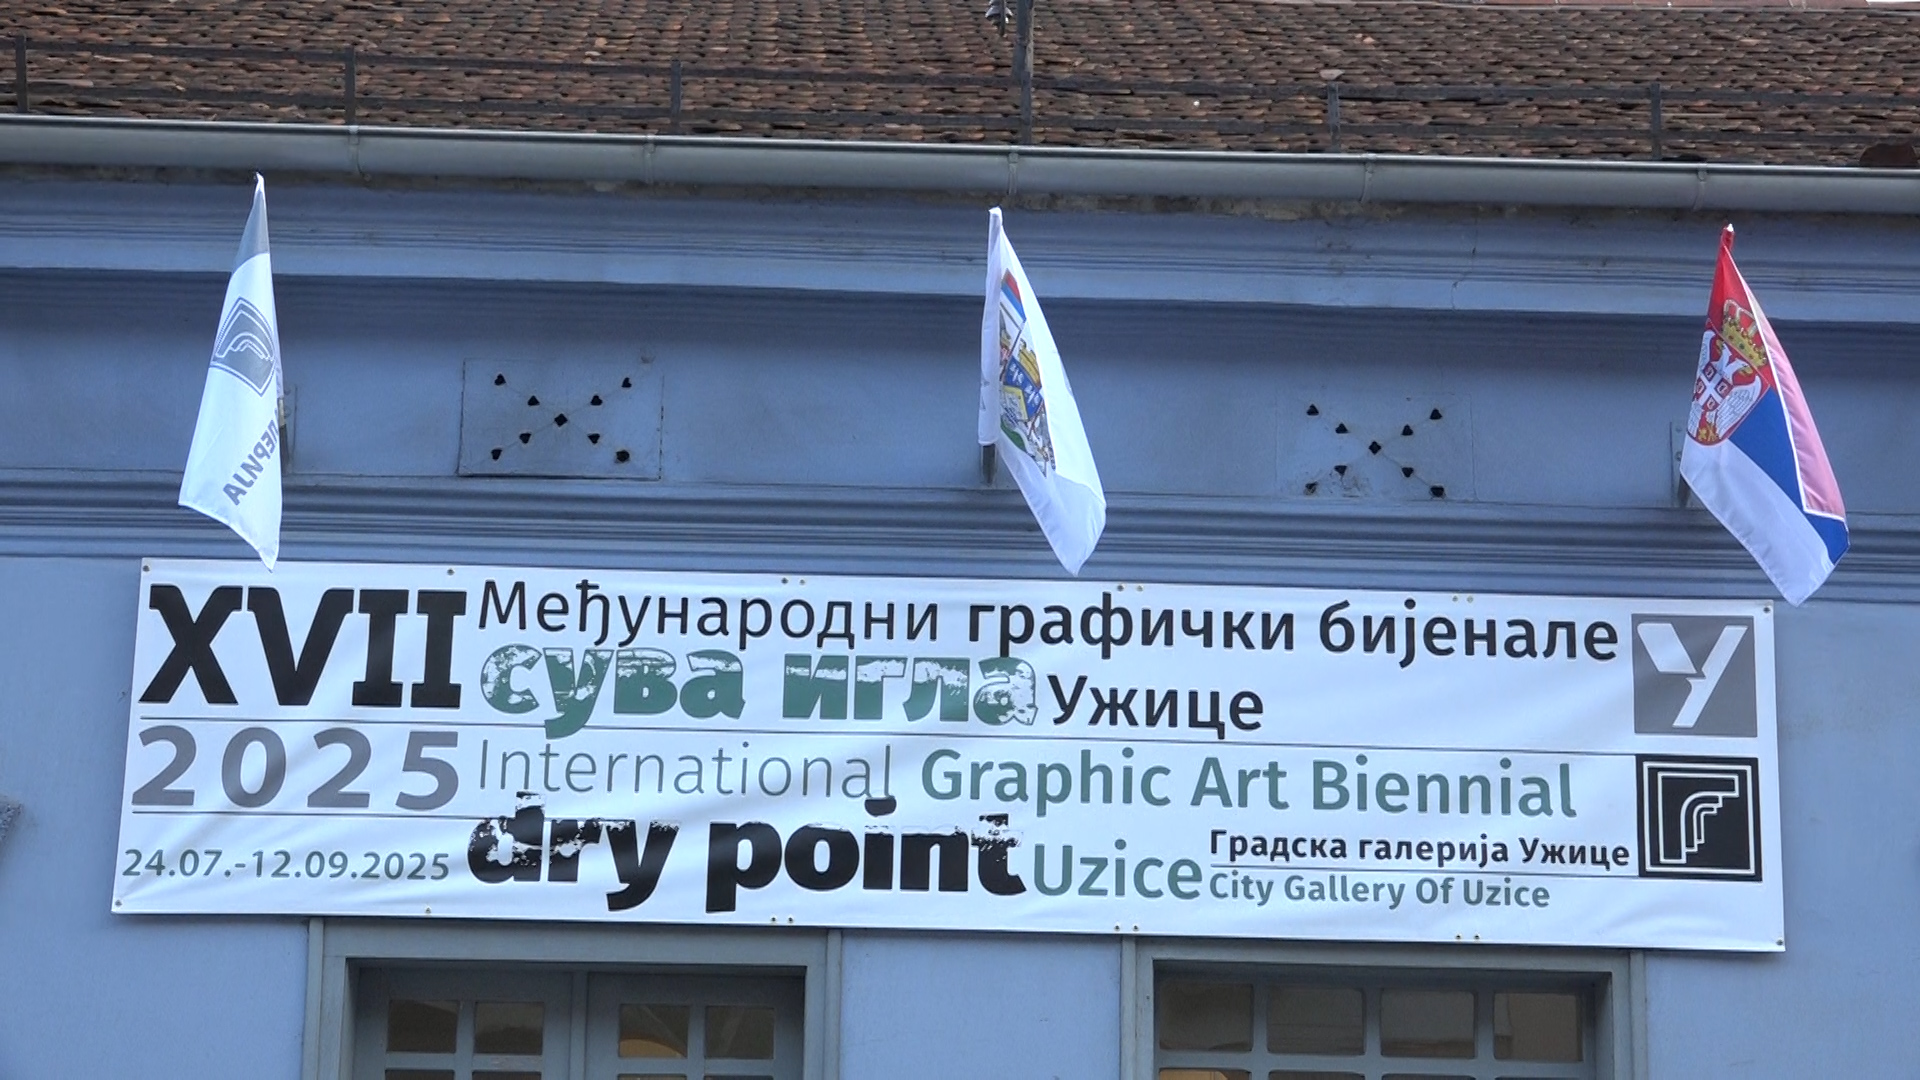 ГАЛЕРИЈА
XVII Међународни графички бијенале
сува игла Ужице
2025 International Graphic Art Biennial
24.07.-12.09.2025 dry point Uzice
Градска галерија Ужице
City Gallery Of Uzice